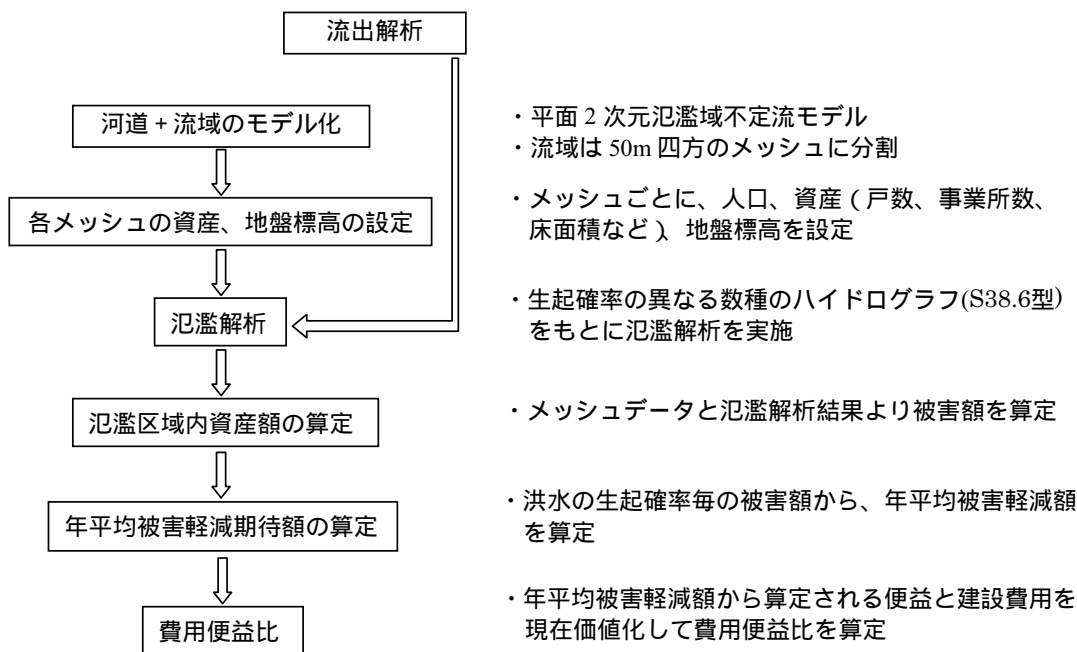 流出解析
河道+流域のモデル化
・平面2次元氾濫域不定流モデル
・流域は50m四方のメッシュに分割
各メッシュの資産、地盤標高の設定
・メッシュごとに、人口、資産(戸数、事業所数、
床面積など)、地盤標高を設定
氾濫解析
・生起確率の異なる数種のハイドログラフ(S38.6型)
をもとに氾濫解析を実施
氾濫区域内資産額の算定
・メッシュデータと氾濫解析結果より被害額を算定
年平均被害軽減期待額の算定
・洪水の生起確率毎の被害額から、年平均被害軽減額
を算定
費用便益比
・年平均被害軽減額から算定される便益と建設費用を
現在価値化して費用便益比を算定